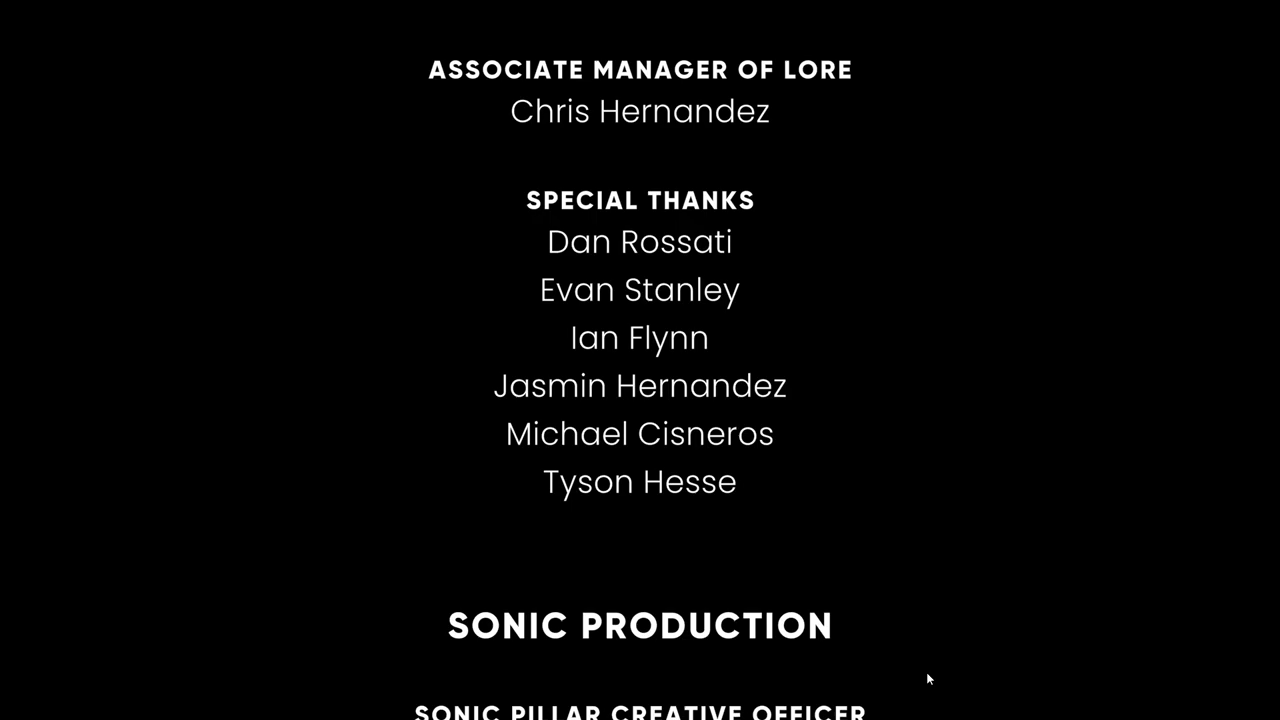 ASSOCIATE MANAGER OF LORE
Chris Hernandez
SPECIAL THANKS
Dan Rossati
Evan Stanley
Ian Flynn
Jasmin Hernandez
Michael Cisneros
Tyson Hesse
SONIC PRODUCTION
SONIC PILLAR CREATIVE OFFICER